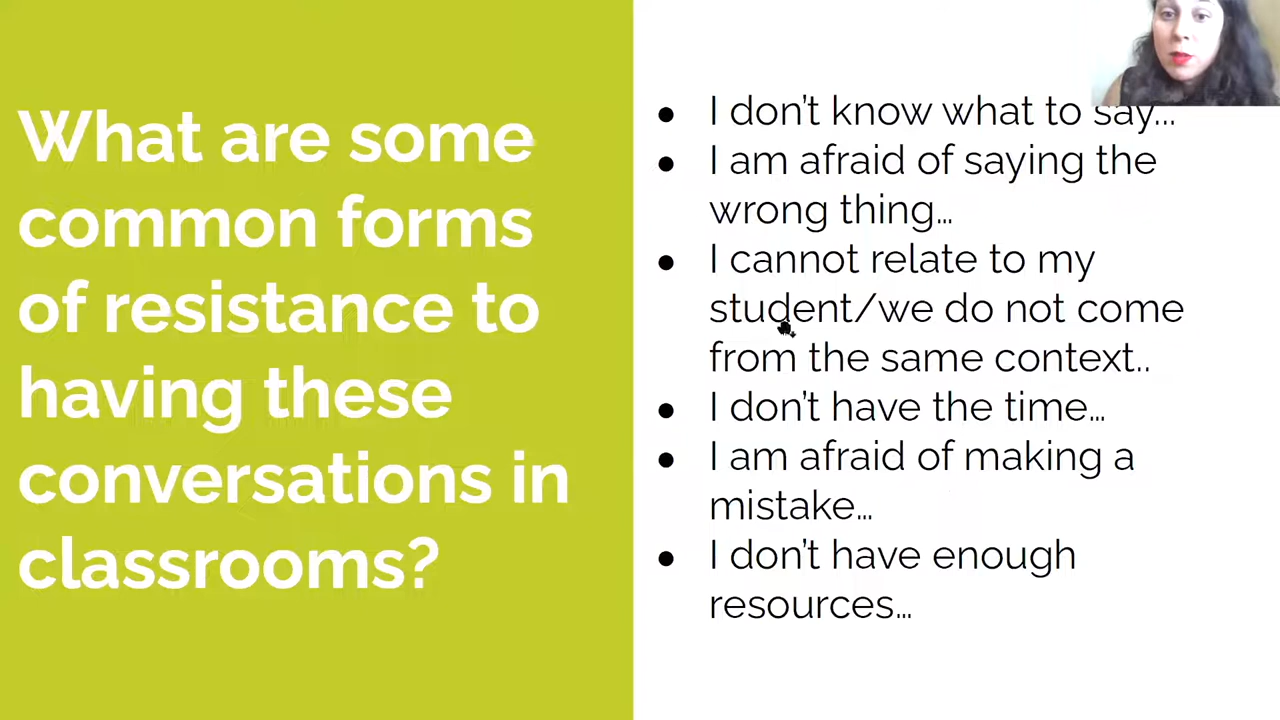 What are some
common forms
of resistance to
having these
conversations in
classrooms?
● I don't know what to say...
● I am afraid of saying the
wrong thing...
● I cannot relate to my
student/we do not come
from the same context..
● I don't have the time...
● I am afraid of making a
mistake...
● I don't have enough
resources...